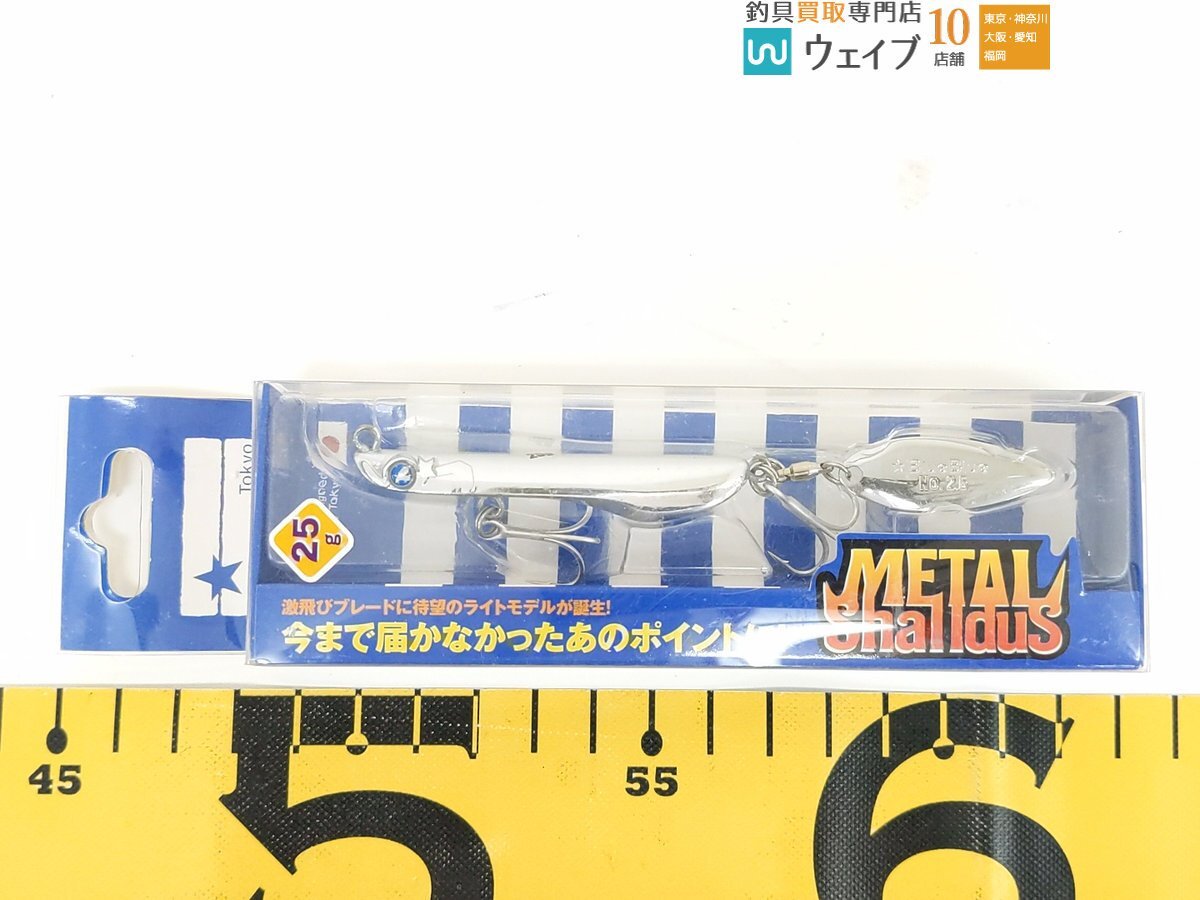 釣具買取専門店
ウェイブ
10
店舗
東京・神奈川
大阪・愛知
福岡
Tokyo
Tokyo
25
g
★BlueBlue
激飛びブレードに待望のライトモデルが誕生!
今まで届かなかったあのポイント
METAL
Shalldus
45
5
55
6